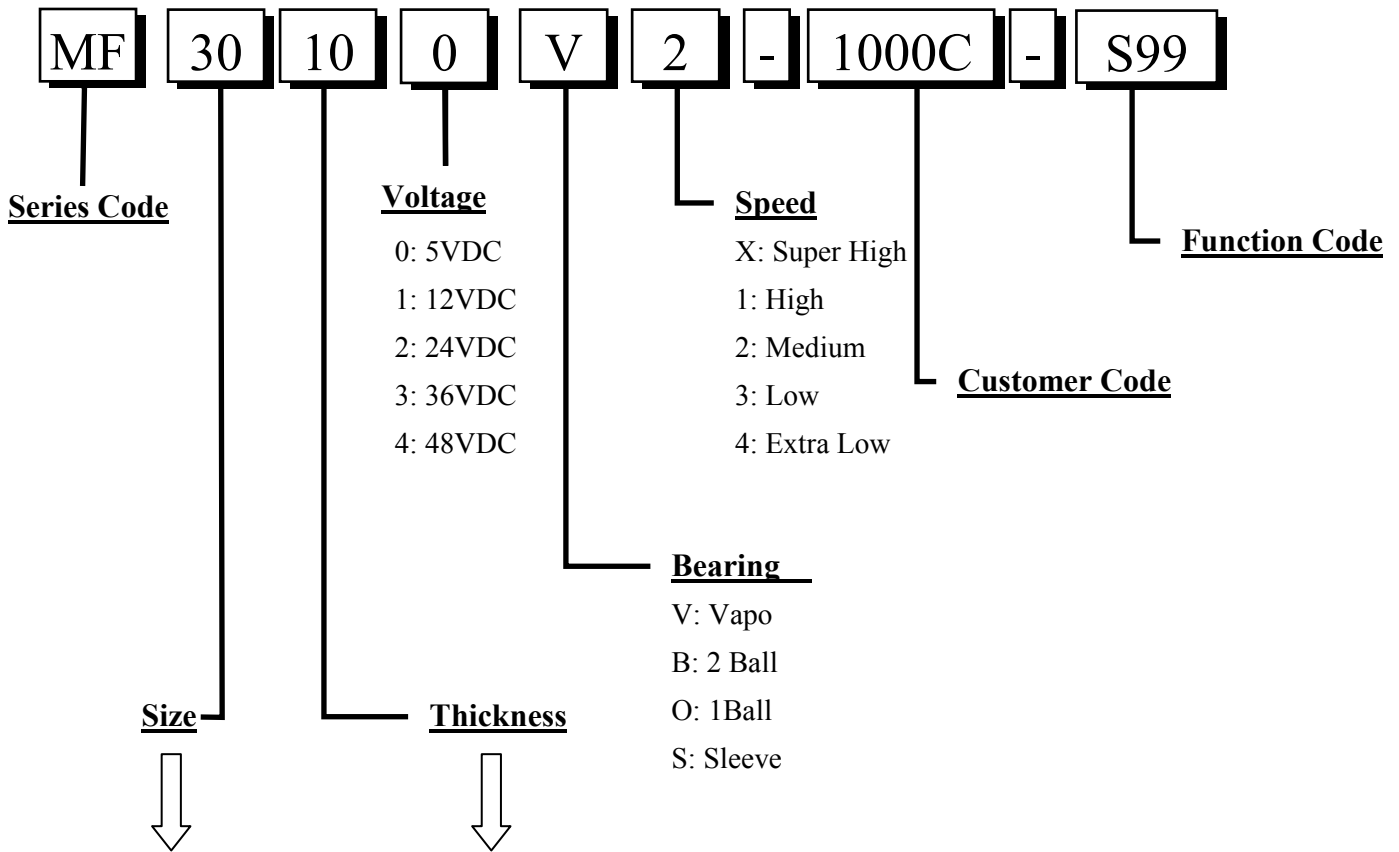 MF 30 10 0 V 2 - 1000C - S99
Series Code
Voltage
0: 5VDC
1: 12VDC
2: 24VDC
3: 36VDC
4: 48VDC
Speed
X: Super High
1: High
2: Medium
3: Low
4: Extra Low
Function Code
Customer Code
Bearing
V: Vapo
B: 2 Ball
O: 1Ball
S: Sleeve
Size
Thickness